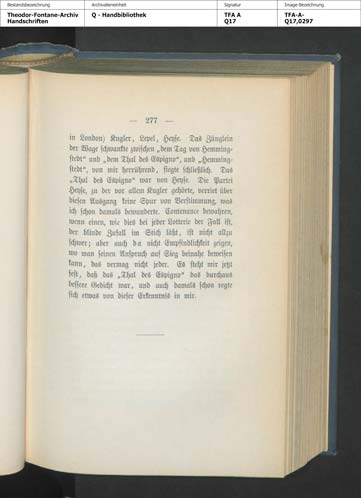 Bestandsbezeichnung
Theodor-Fontane-Archiv
Handschriften
Archivalieneinheit
Q - Handbibliothek
Signatur
TFA A
Q17
Image-Bezeichnung
TFA-A-
Q17,0297
— 277 —
in London) Kugler, Lepel, Heyse. Das Zünglein
der Wage schwankte zwischen „dem Tag von Hemming-
stedt“ und „dem Thal des Espigno“, und „Hemming-
stedt“, von mir herrührend, siegte schließlich. Das
„Thal des Espigno“ war von Heyse. Die Partei
Heyse, zu der vor allen Kugler gehörte, verriet über
diesen Ausgang keine Spur von Verstimmung, was
ich schon damals bewunderte. Contenance bewahren,
wenn einen, wie dies bei jeder Lotterie der Fall ist,
der blinde Zufall im Stich läßt, ist nicht allzu
schwer; aber auch da nicht Empfindlichkeit zeigen,
wo man seinen Anspruch auf Sieg beinahe beweisen
kann, das vermag nicht jeder. Es steht mir jetzt
fest, daß das „Thal des Espigno“ das durchaus
bessere Gedicht war, und auch damals schon regte
sich etwas von dieser Erkenntnis in mir.